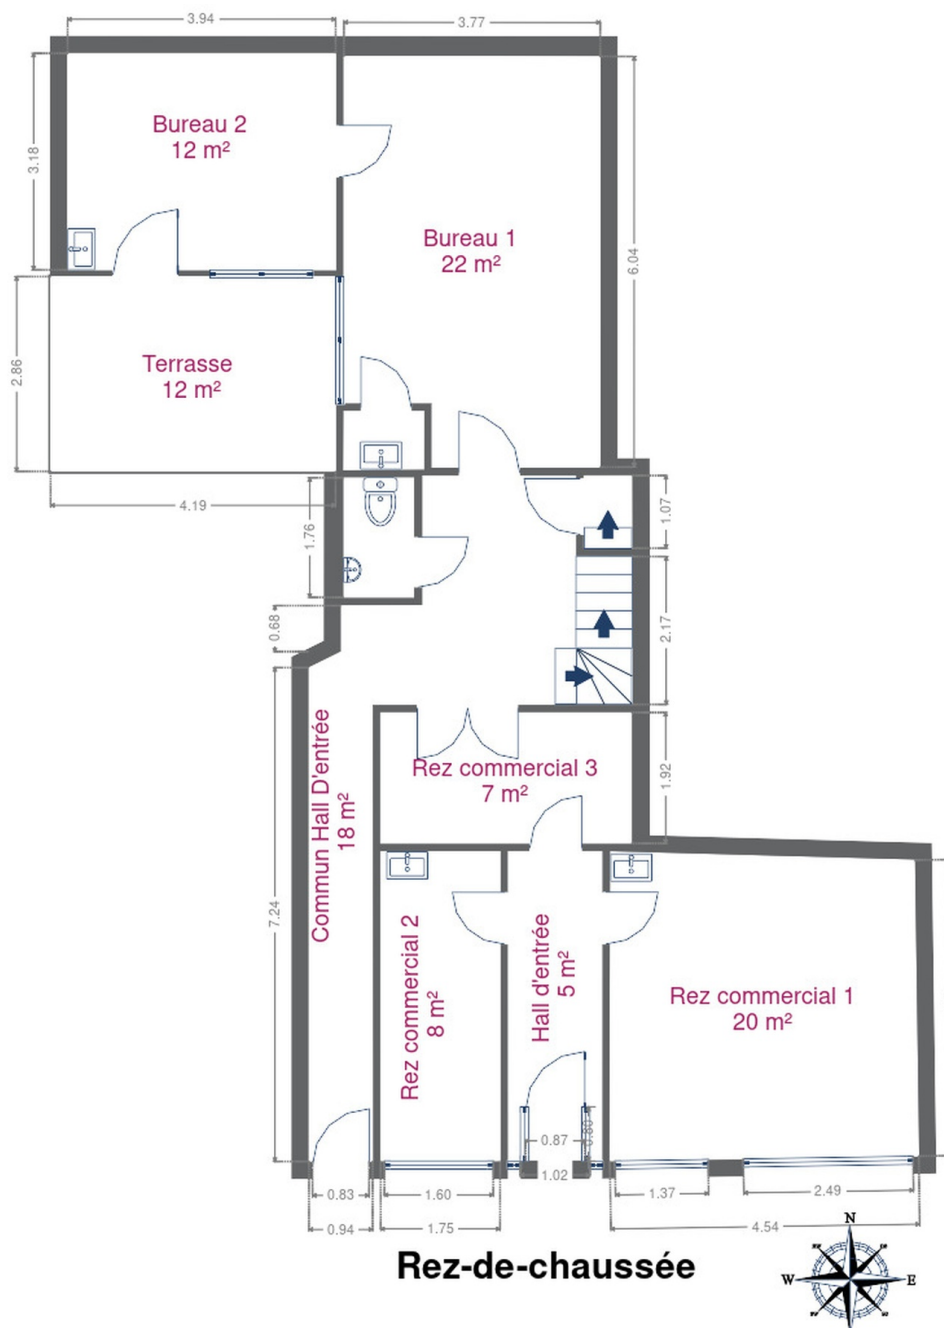 3.94
3.77
Bureau 2
12 m²
3.18
Bureau 1
22 m²
6.04
Terrasse
12 m²
2.86
4.19
1.76
1.07
0.68
2.17
Commun Hall D'entrée
18 m²
Rez commercial 3
7 m²
1.92
7.24
Rez commercial 2
8 m²
Hall d'entrée
5 m²
Rez commercial 1
20 m²
0.87
0.80
0.83
1.60
1.02
1.37
2.49
0.94
1.75
4.54
Rez-de-chaussée
N
W
E